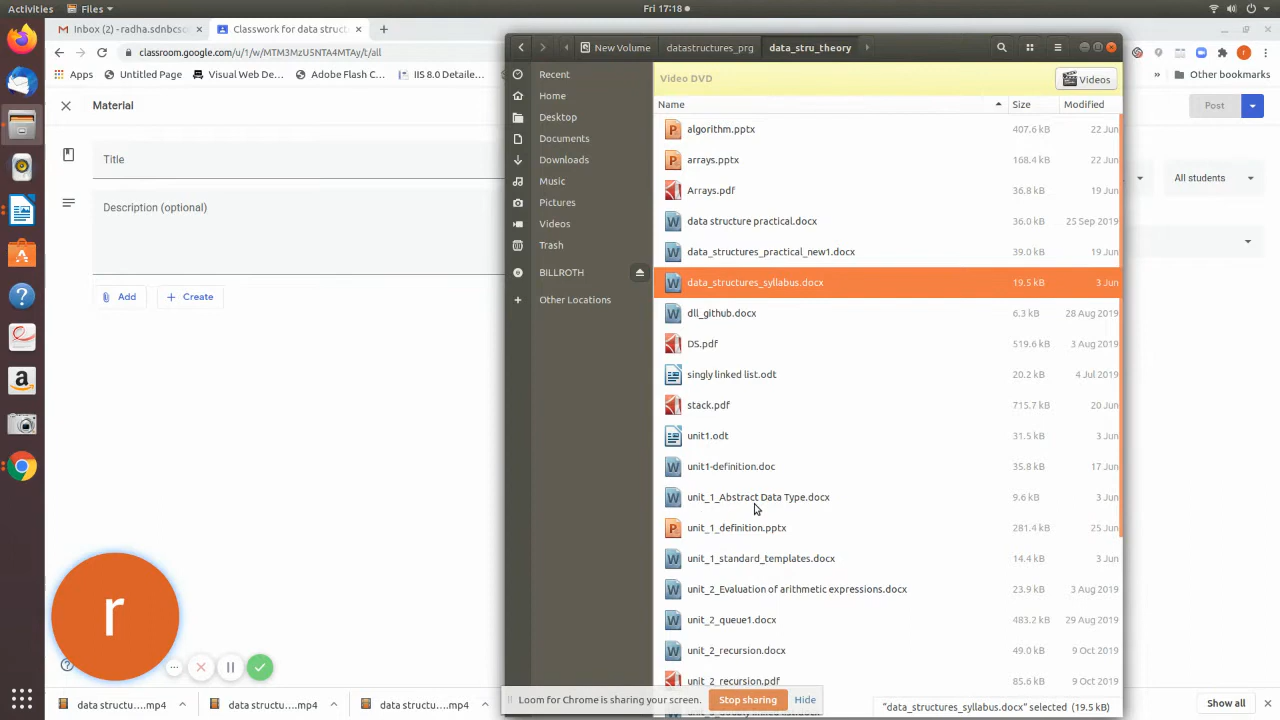 Activities Files Fri 17:18
Inbox (2) - radha.sdnbcs
Classwork for data struct
classroom.google.com/u/1/w/MTM3MzU5NTA4MTAy/t/all
Apps Untitled Page Visual Web De... Adobe Flash C... IIS 8.0 Detaile... » Other bookmarks
Material
Post
Title
Description (optional)
Add Create
All students
New Volume datastructures_prg data_stru_theory
Recent
Home
Desktop
Documents
Downloads
Music
Pictures
Videos
Trash
BILLROTH
Other Locations
Video DVD Videos
Name Size Modified
algorithm.pptx 407.6 kB 22 Jun
arrays.pptx 168.4 kB 22 Jun
Arrays.pdf 36.8 kB 19 Jun
data structure practical.docx 36.0 kB 25 Sep 2019
data_structures_practical_new1.docx 39.0 kB 19 Jun
data_structures_syllabus.docx 19.5 kB 3 Jun
dll_github.docx 6.3 kB 28 Aug 2019
DS.pdf 519.6 kB 3 Aug 2019
singly linked list.odt 20.2 kB 4 Jul 2019
stack.pdf 715.7 kB 20 Jun
unit1.odt 31.5 kB 3 Jun
unit1-definition.doc 35.8 kB 17 Jun
unit_1_Abstract Data Type.docx 9.6 kB 3 Jun
unit_1_definition.pptx 281.4 kB 25 Jun
unit_1_standard_templates.docx 14.4 kB 3 Jun
unit_2_Evaluation of arithmetic expressions.docx 23.9 kB 3 Aug 2019
unit_2_queue1.docx 483.2 kB 29 Aug 2019
unit_2_recursion.docx 49.0 kB 9 Oct 2019
unit_2_recursion.pdf 85.6 kB 9 Oct 2019
r
Loom for Chrome is sharing your screen. Stop sharing Hide
"data_structures_syllabus.docx" selected (19.5 kB)
data structu....mp4 data structu....mp4 data structu....mp4 Show all